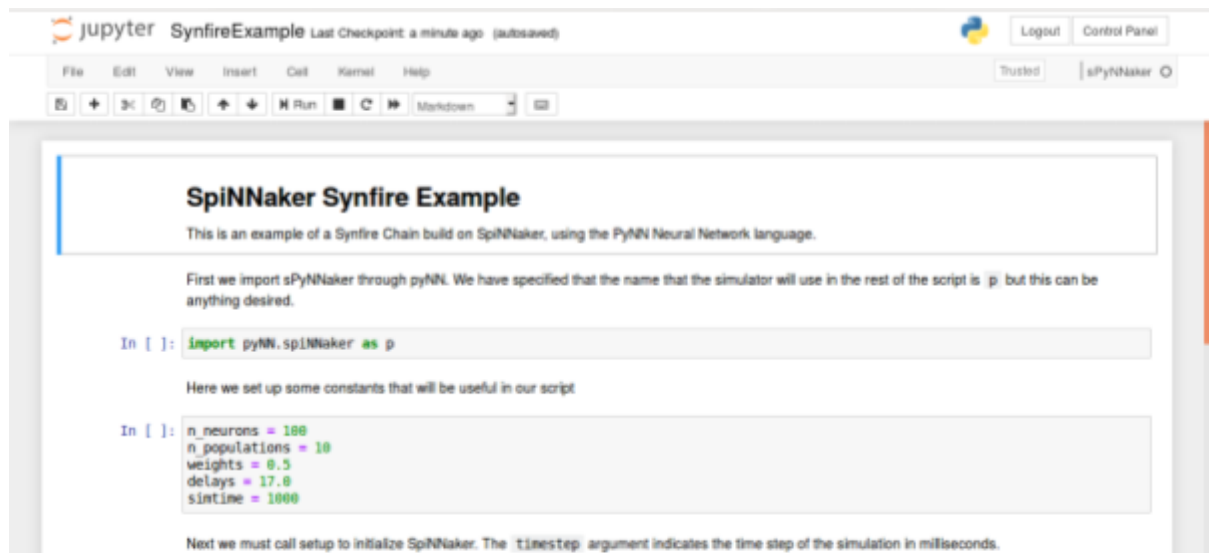 jupyter SynfireExample Last Checkpoint: a minute ago (autosaved) Logout Control Panel
File Edit View Insert Cell Kernel Help Trusted sPyNNaker
Run Markdown
SpiNNaker Synfire Example
This is an example of a Synfire Chain build on SpiNNaker, using the PyNN Neural Network language.
First we import sPyNNaker through pyNN. We have specified that the name that the simulator will use in the rest of the script is p but this can be
anything desired.
In [ ]: import pyNN.spiNNaker as p
Here we set up some constants that will be useful in our script
In [ ]: n_neurons = 100
n_populations = 10
weights = 0.5
delays = 17.0
simtime = 1000
Next we must call setup to initialize SpiNNaker. The timestep argument indicates the time step of the simulation in milliseconds.